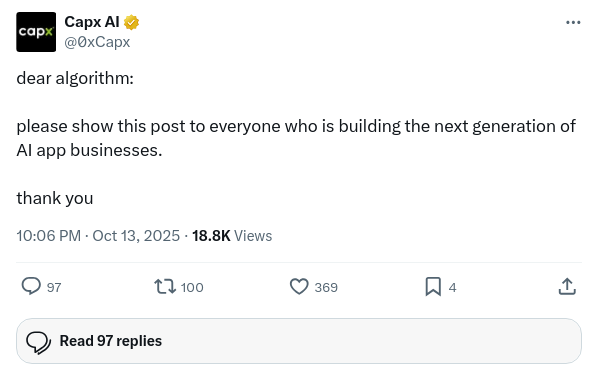 capx
Capx AI
@0xCapx
dear algorithm:
please show this post to everyone who is building the next generation of
AI app businesses.
thank you
10:06 PM · Oct 13, 2025 · 18.8K Views
97 100 369 4
Read 97 replies